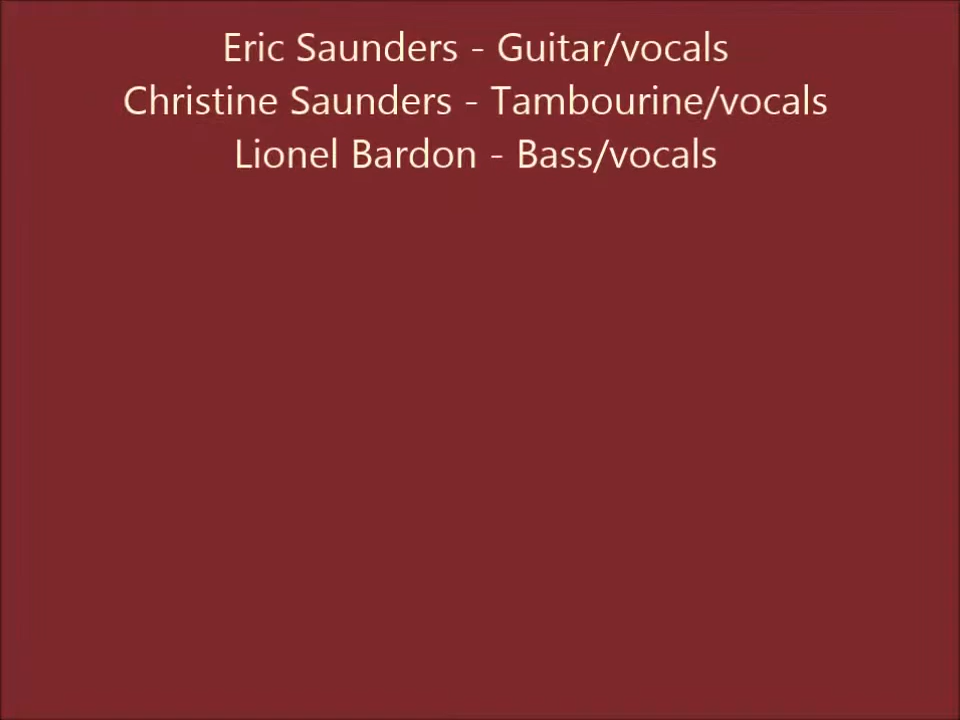 Eric Saunders - Guitar/vocals
Christine Saunders - Tambourine/vocals
Lionel Bardon - Bass/vocals